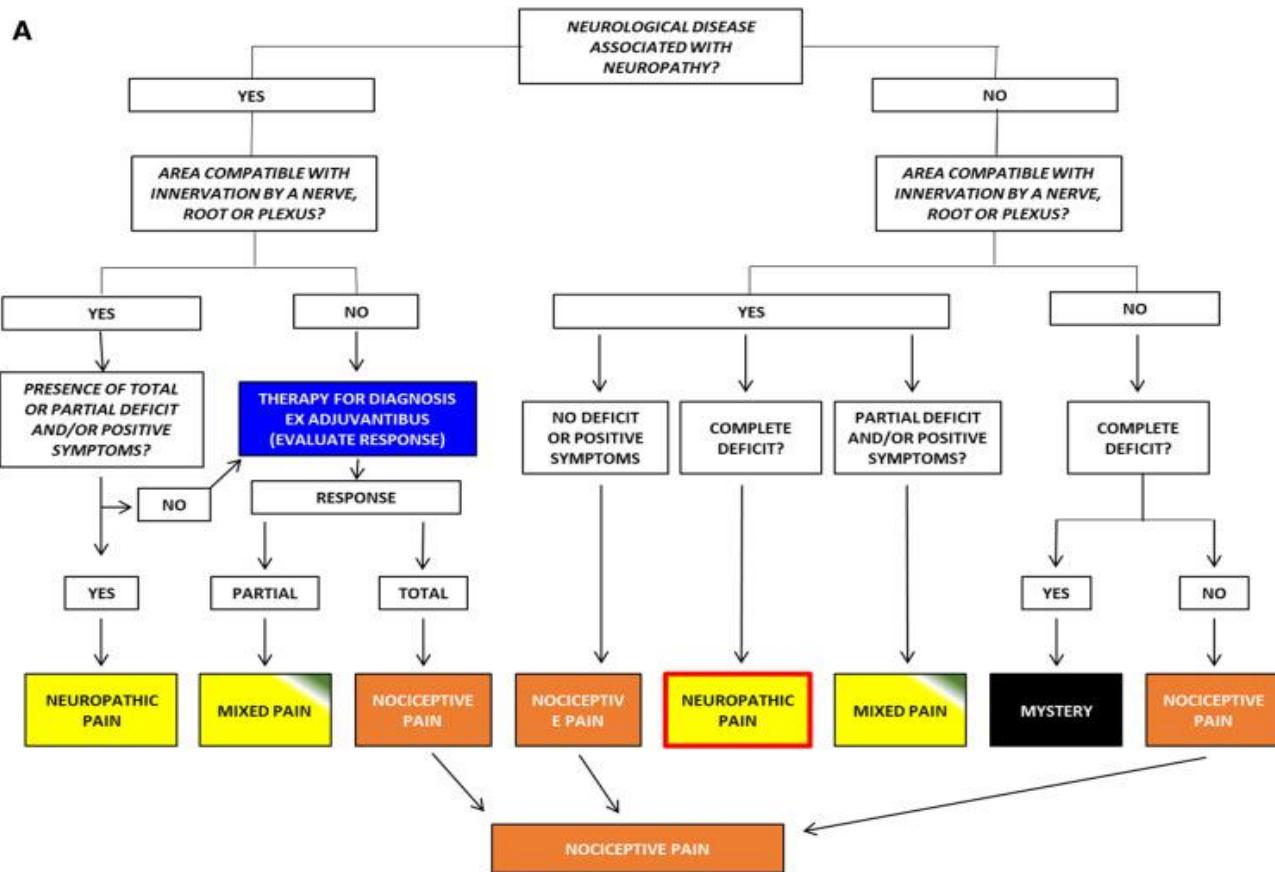 A
NEUROLOGICAL DISEASE
ASSOCIATED WITH
NEUROPATHY?
YES
NO
AREA COMPATIBLE WITH
INNERVATION BY A NERVE,
ROOT OR PLEXUS?
AREA COMPATIBLE WITH
INNERVATION BY A NERVE,
ROOT OR PLEXUS?
YES
NO
YES
NO
PRESENCE OF TOTAL
OR PARTIAL DEFICIT
AND/OR POSITIVE
SYMPTOMS?
THERAPY FOR DIAGNOSIS
EX ADJUVANTIBUS
(EVALUATE RESPONSE)
NO DEFICIT
OR POSITIVE
SYMPTOMS
COMPLETE
DEFICIT?
PARTIAL DEFICIT
AND/OR POSITIVE
SYMPTOMS?
COMPLETE
DEFICIT?
NO
RESPONSE
YES
PARTIAL
TOTAL
YES
NO
NEUROPATHIC
PAIN
MIXED PAIN
NOCICEPTIVE
PAIN
NOCICEPTIV
E PAIN
NEUROPATHIC
PAIN
MIXED PAIN
MYSTERY
NOCICEPTIVE
PAIN
NOCICEPTIVE PAIN